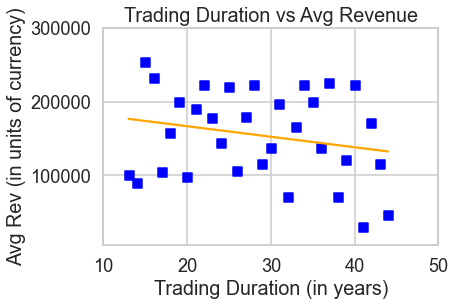 Trading Duration vs Avg Revenue
300000
200000
100000
Avg Rev (in units of currency)
10 20 30 40 50
Trading Duration (in years)